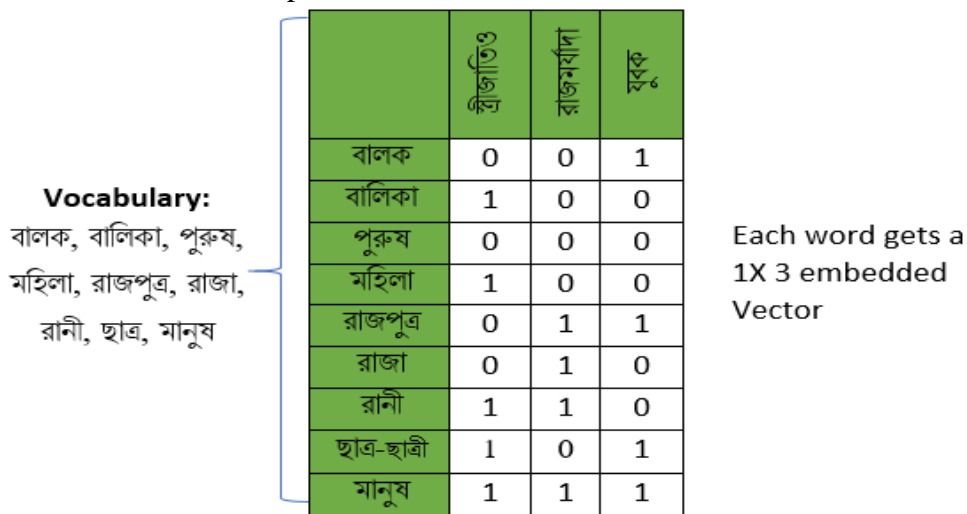 Vocabulary:
বালক, বালিকা, পুরুষ,
মহিলা, রাজপুত্র, রাজা,
রানী, ছাত্র, মানুষ
স্ত্রীজাতিও রাজমর্যাদা যুবক
বালক 0 0 1
বালিকা 1 0 0
পুরুষ 0 0 0
মহিলা 1 0 0
রাজপুত্র 0 1 1
রাজা 0 1 0
রানী 1 1 0
ছাত্র-ছাত্রী 1 0 1
মানুষ 1 1 1
Each word gets a
1X 3 embedded
Vector